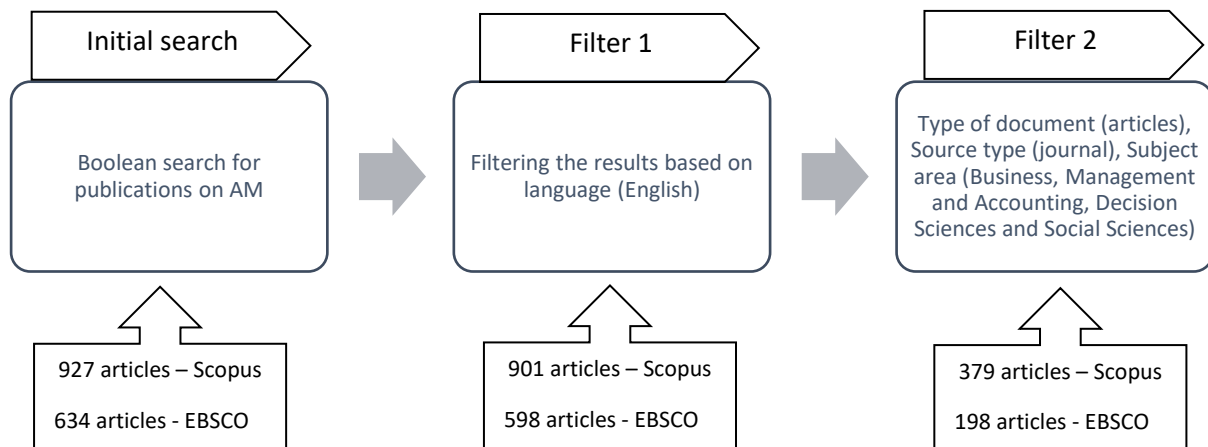 Initial search
Boolean search for
publications on AM
927 articles – Scopus
634 articles - EBSCO
Filter 1
Filtering the results based on
language (English)
901 articles – Scopus
598 articles - EBSCO
Filter 2
Type of document (articles),
Source type (journal), Subject
area (Business, Management
and Accounting, Decision
Sciences and Social Sciences)
379 articles – Scopus
198 articles - EBSCO